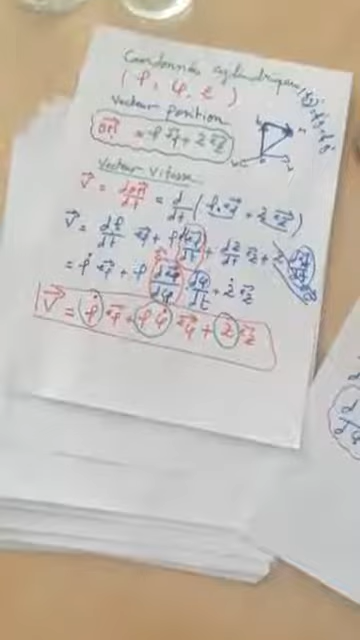 Coordonnées cylindriques
(ρ, φ, z)
Vecteur position
OM⃗ = ρ e⃗ρ + z e⃗z
Vecteur vitesse
V⃗ = dOM⃗/dt = d/dt (ρ. e⃗ρ + z e⃗z)
V⃗ = dρ/dt e⃗ρ + ρ de⃗ρ/dt + dz/dt e⃗z + z de⃗z/dt
= ρ̇ e⃗ρ + ρ de⃗ρ/dφ dφ/dt + ż e⃗z
V⃗ = ρ̇ e⃗ρ + ρ φ̇ e⃗φ + ż e⃗z